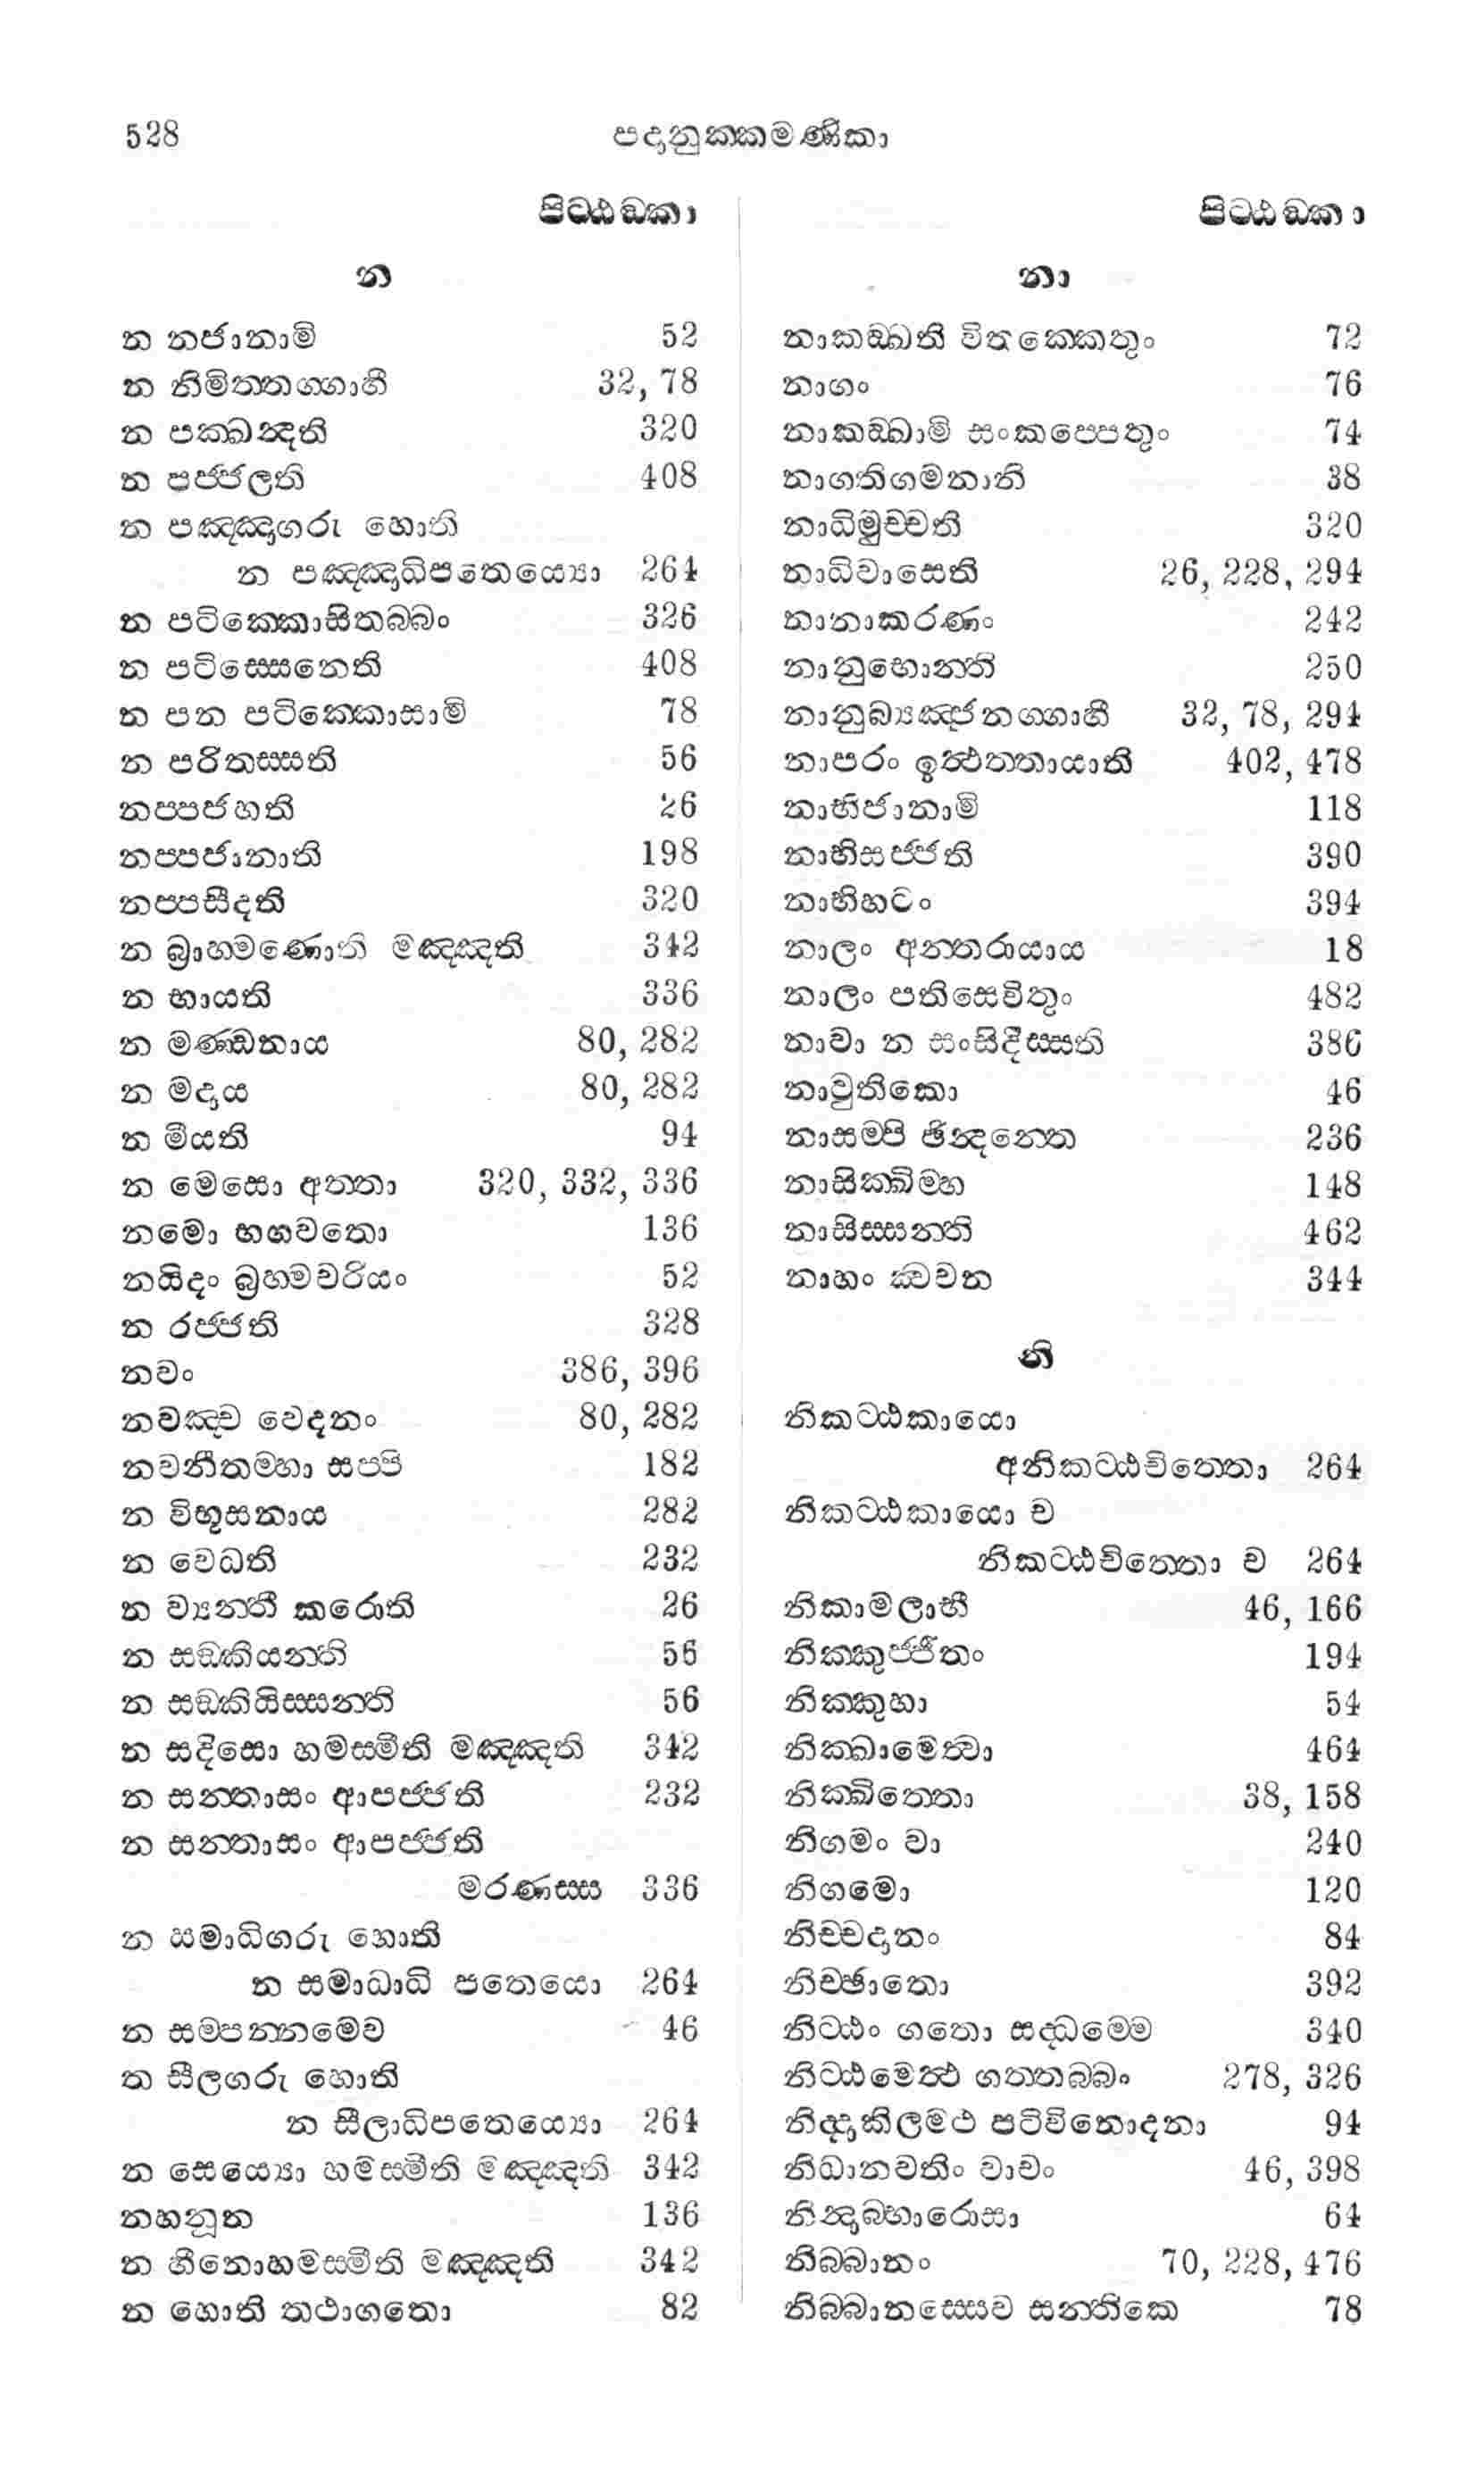 528
පදානුක්කමණිකා
පිට්ඨඞ්කා
න
න නජානාමි 52
න නිමිත්තග්ගාහී 32, 78
න පක්ඛන්දති 320
න පජ්ජලති 408
න පඤ්ඤාගරු හොති
න පඤ්ඤාධිපතෙය්‍යො 264
න පටික්කොසිතබ්බං 326
න පටිස්සෙනෙති 408
න පන පටික්කොසාමි 78
න පරිතස්සති 56
නප්පජහති 26
නප්පජානාති 198
නප්පසීදති 320
න බ්‍රාහ්මණොති මඤ්ඤති 342
න භායති 336
න මණ්ඩනාය 80, 282
න මදාය 80, 282
න මීයති 94
න මෙසො අත්තා 320, 332, 336
නමො භගවතො 136
නයිදං බ්‍රහ්මචරියං 52
න රජ්ජති 328
නවං 386, 396
නවඤ්ච වෙදනං 80, 282
නවනීතම්හා සප්පි 182
න විභූසනාය 282
න වෙධති 232
න ව්‍යන්තී කරොති 26
න සඞ්කීයන්ති 56
න සඞ්කියිස්සන්ති 56
න සදිසො හමස්මීති මඤ්ඤති 342
න සන්තාසං ආපජ්ජති 232
න සන්තාසං ආපජ්ජති
මරණස්ස 336
න සමාධිගරු හොති
න සමාධාධි පතෙයො 264
න සම්පන්නමෙව 46
න සීලගරු හොති
න සීලාධිපතෙය්‍යො 264
න සෙය්‍යො හමස්මීති මඤ්ඤති 342
නහනූන 136
න හීනොහමස්මීති මඤ්ඤති 342
න හොති තථාගතො 82
පිට්ඨඞ්කා
නා
නාකඞ්ඛති විතක්කෙතුං 72
නාගං 76
නාකඞ්ඛාමි සංකප්පෙතුං 74
නාගතිගමනානි 38
නාධිමුච්චති 320
නාධිවාසෙති 26, 228, 294
නානාකරණං 242
නානුභොන්ති 250
නානුබ්‍යඤ්ජනග්ගාහී 32, 78, 294
නාපරං ඉත්ථත්තායාති 402, 478
නාභිජානාමි 118
නාභිසජ්ජති 390
නාභිහටං 394
නාලං අන්තරායාය 18
නාලං පතිසෙවිතුං 482
නාවා න සංසිදිස්සති 386
නාවුතිකො 46
නාසම්පි ඡින්දන්තෙ 236
නාසික්ඛිම්හ 148
නාසිස්සන්ති 462
නාහං ක්වචන 344
නි
නිකට්ඨකායො
අනිකට්ඨචිත්තො 264
නිකට්ඨකායො ච
නිකට්ඨචිත්තො ච 264
නිකාමලාභී 46, 166
නික්කුජ්ජිතං 194
නික්කුහා 54
නික්ඛාමෙත්වා 464
නික්ඛිත්තො 38, 158
නිගමං වා 240
නිගමො 120
නිච්චදානං 84
නිච්ඡාතො 392
නිට්ඨං ගතො සද්ධම්මෙ 340
නිට්ඨමෙත්ථ ගත්තබ්බං 278, 326
නිද්දාකිලමථ පටිවිනොදනා 94
නිධානවතිං වාචං 46, 398
නින්දාබ්භාරොසා 64
නිබ්බානං 70, 228, 476
නිබ්බානස්සෙව සන්තිකෙ 78